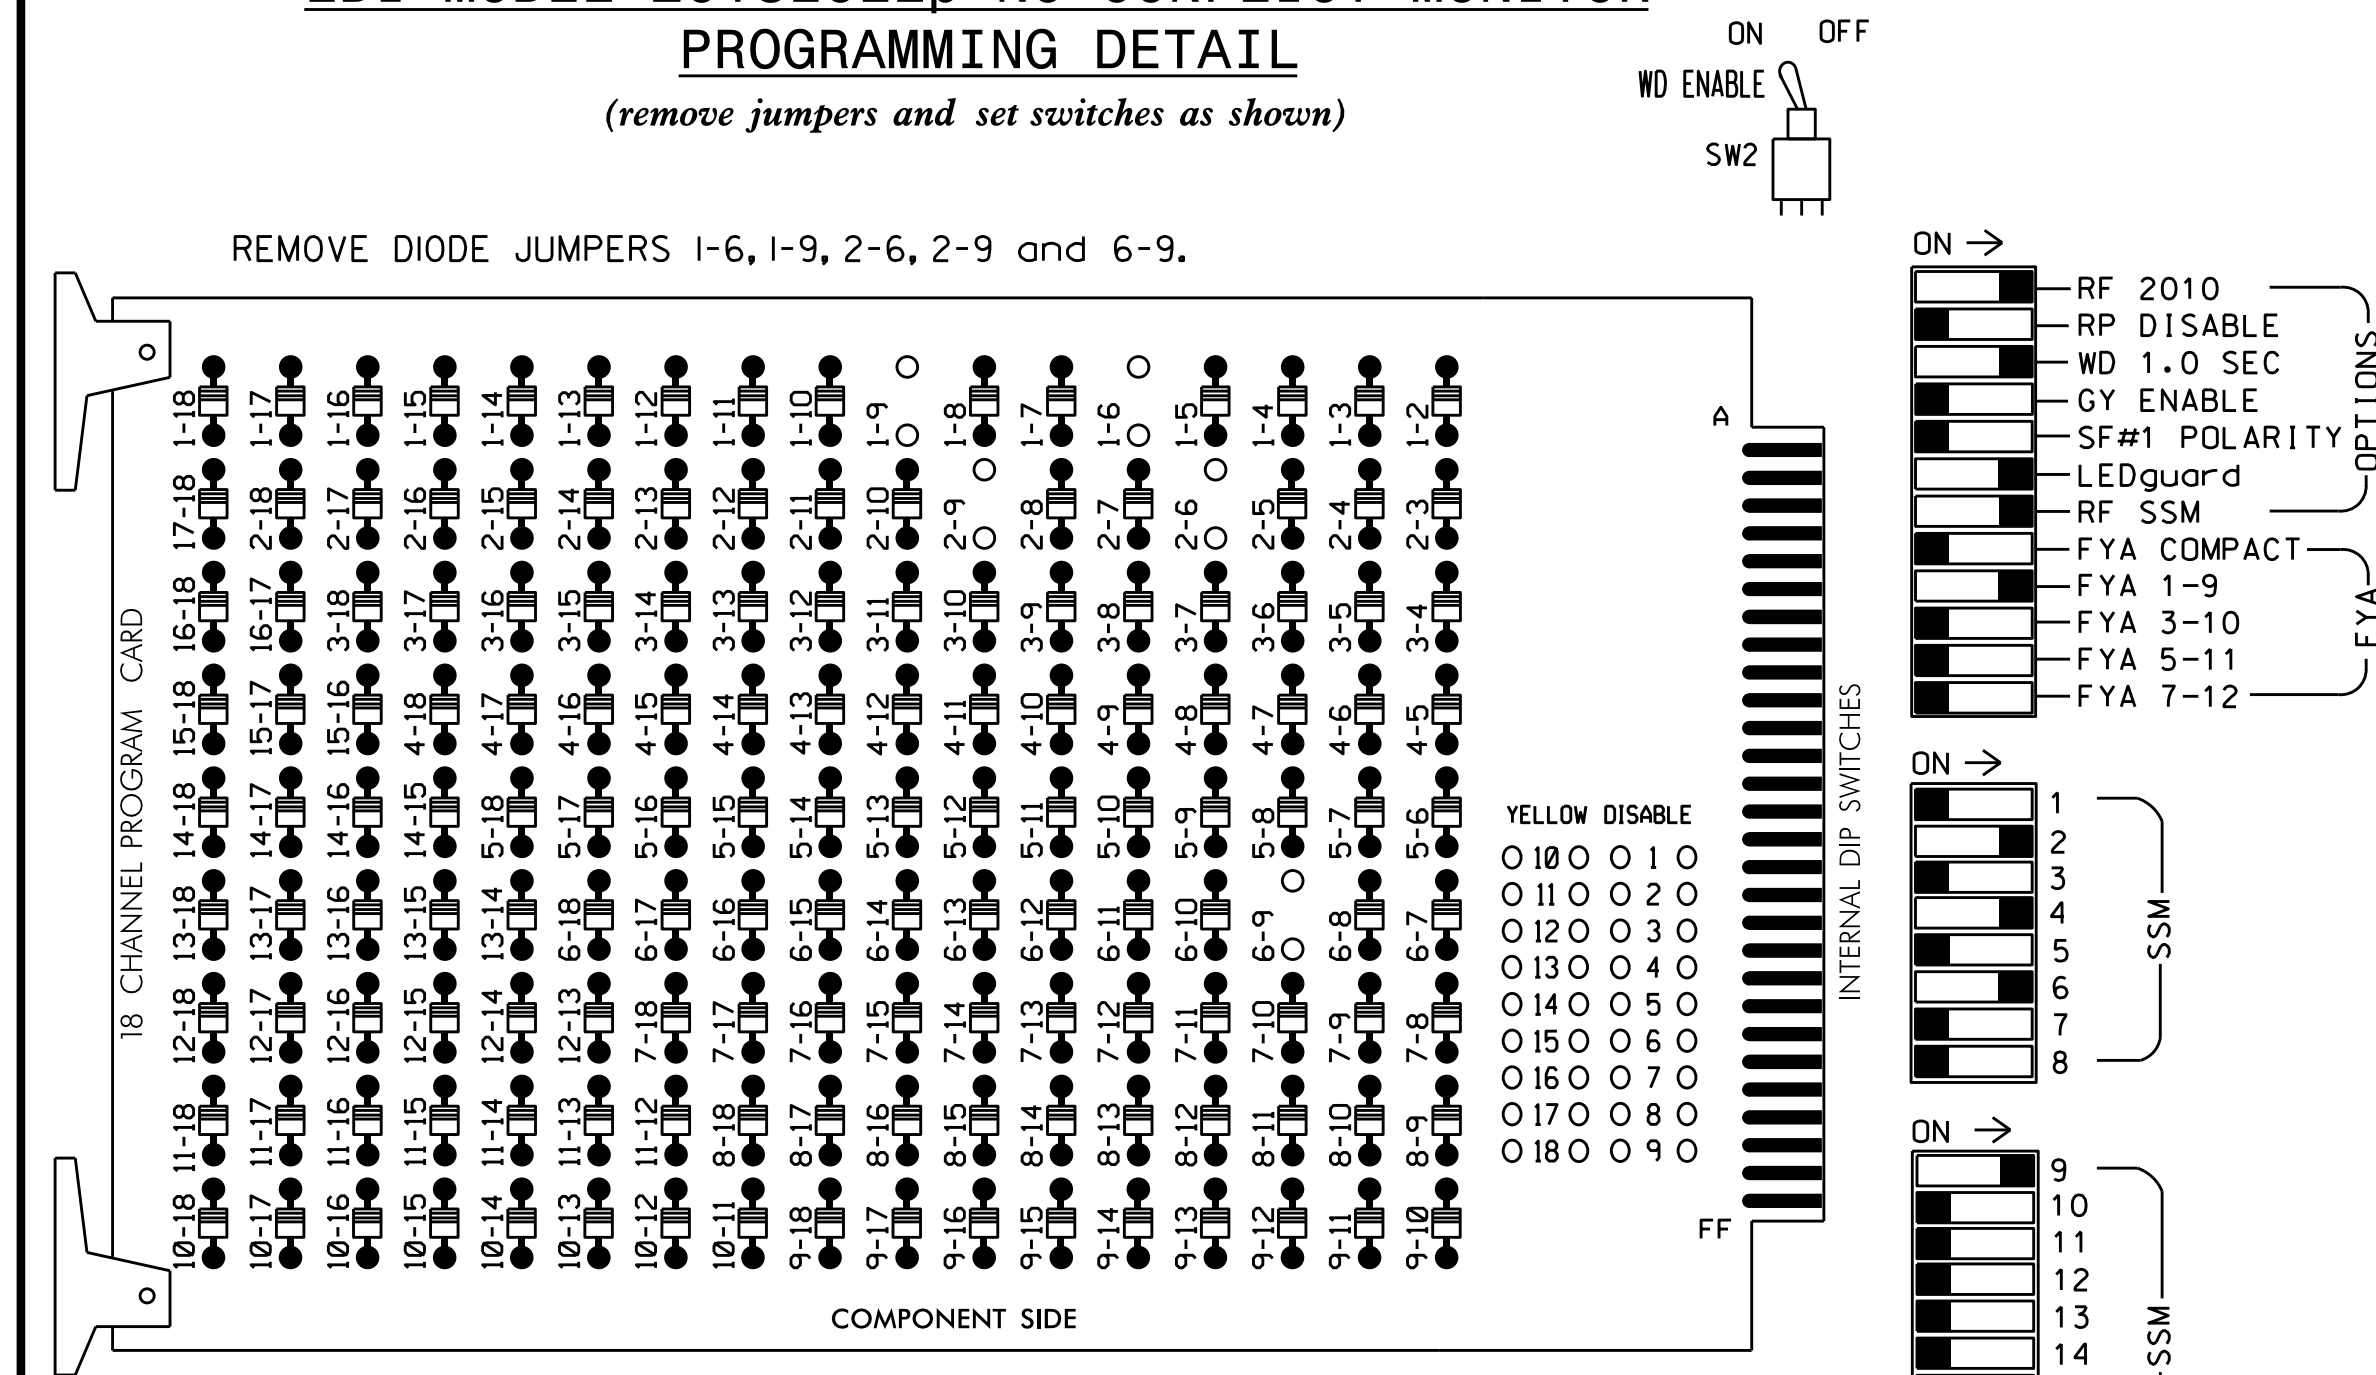 PROGRAMMING DETAIL
(remove jumpers and set switches as shown)
ON OFF
WD ENABLE
SW2
REMOVE DIODE JUMPERS 1-6, 1-9, 2-6, 2-9 and 6-9.
1-18 1-17 1-16 1-15 1-14 1-13 1-12 1-11 1-10 1-9 1-8 1-7 1-6 1-5 1-4 1-3 1-2
17-18 2-18 2-17 2-16 2-15 2-14 2-13 2-12 2-11 2-10 2-9 2-8 2-7 2-6 2-5 2-4 2-3
16-18 16-17 3-18 3-17 3-16 3-15 3-14 3-13 3-12 3-11 3-10 3-9 3-8 3-7 3-6 3-5 3-4
15-18 15-17 15-16 4-18 4-17 4-16 4-15 4-14 4-13 4-12 4-11 4-10 4-9 4-8 4-7 4-6 4-5
14-18 14-17 14-16 14-15 5-18 5-17 5-16 5-15 5-14 5-13 5-12 5-11 5-10 5-9 5-8 5-7 5-6
13-18 13-17 13-16 13-15 13-14 6-18 6-17 6-16 6-15 6-14 6-13 6-12 6-11 6-10 6-9 6-8 6-7
12-18 12-17 12-16 12-15 12-14 12-13 7-18 7-17 7-16 7-15 7-14 7-13 7-12 7-11 7-10 7-9 7-8
11-18 11-17 11-16 11-15 11-14 11-13 11-12 8-18 8-17 8-16 8-15 8-14 8-13 8-12 8-11 8-10 8-9
10-18 10-17 10-16 10-15 10-14 10-13 10-12 10-11 9-18 9-17 9-16 9-15 9-14 9-13 9-12 9-11 9-10
18 CHANNEL PROGRAM CARD
COMPONENT SIDE
A
FF
YELLOW DISABLE
10 1
11 2
12 3
13 4
14 5
15 6
16 7
17 8
18 9
INTERNAL DIP SWITCHES
ON →
RF 2010
RP DISABLE
WD 1.0 SEC
GY ENABLE
SF#1 POLARITY
LEDguard
RF SSM
OPTIONS
FYA COMPACT
FYA 1-9
FYA 3-10
FYA 5-11
FYA 7-12
FYA
ON →
1
2
3
4
5
6
7
8
SSM
ON →
9
10
11
12
13
14
SSM